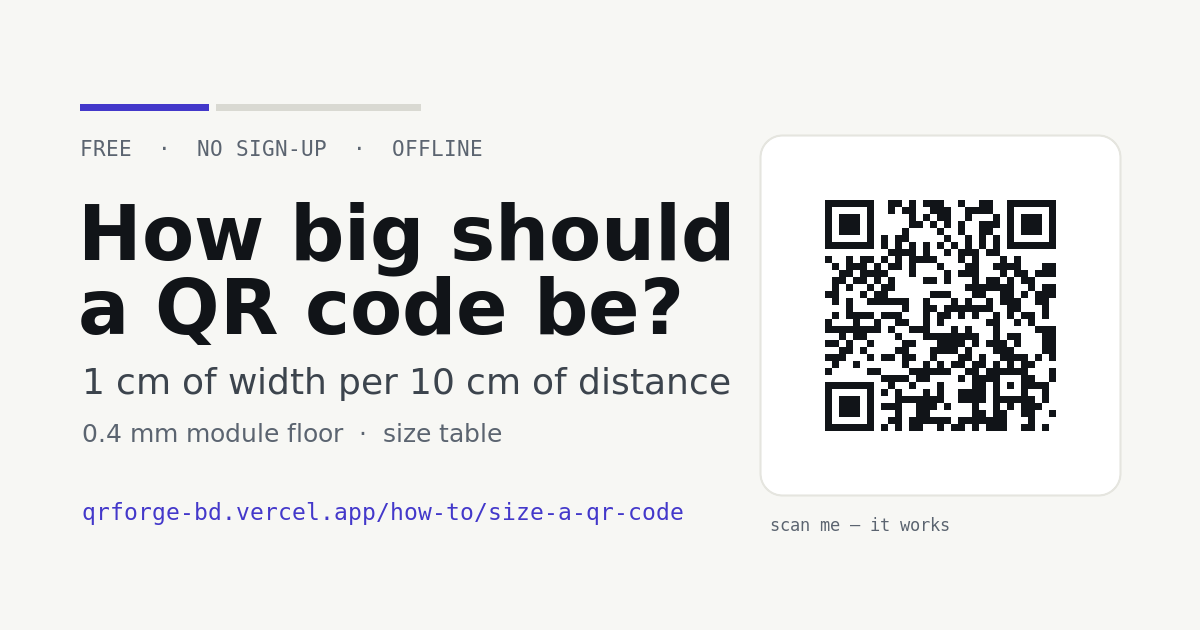 FREE · NO SIGN-UP · OFFLINE
How big should
a QR code be?
1 cm of width per 10 cm of distance
0.4 mm module floor · size table
qrforge-bd.vercel.app/how-to/size-a-qr-code
scan me — it works